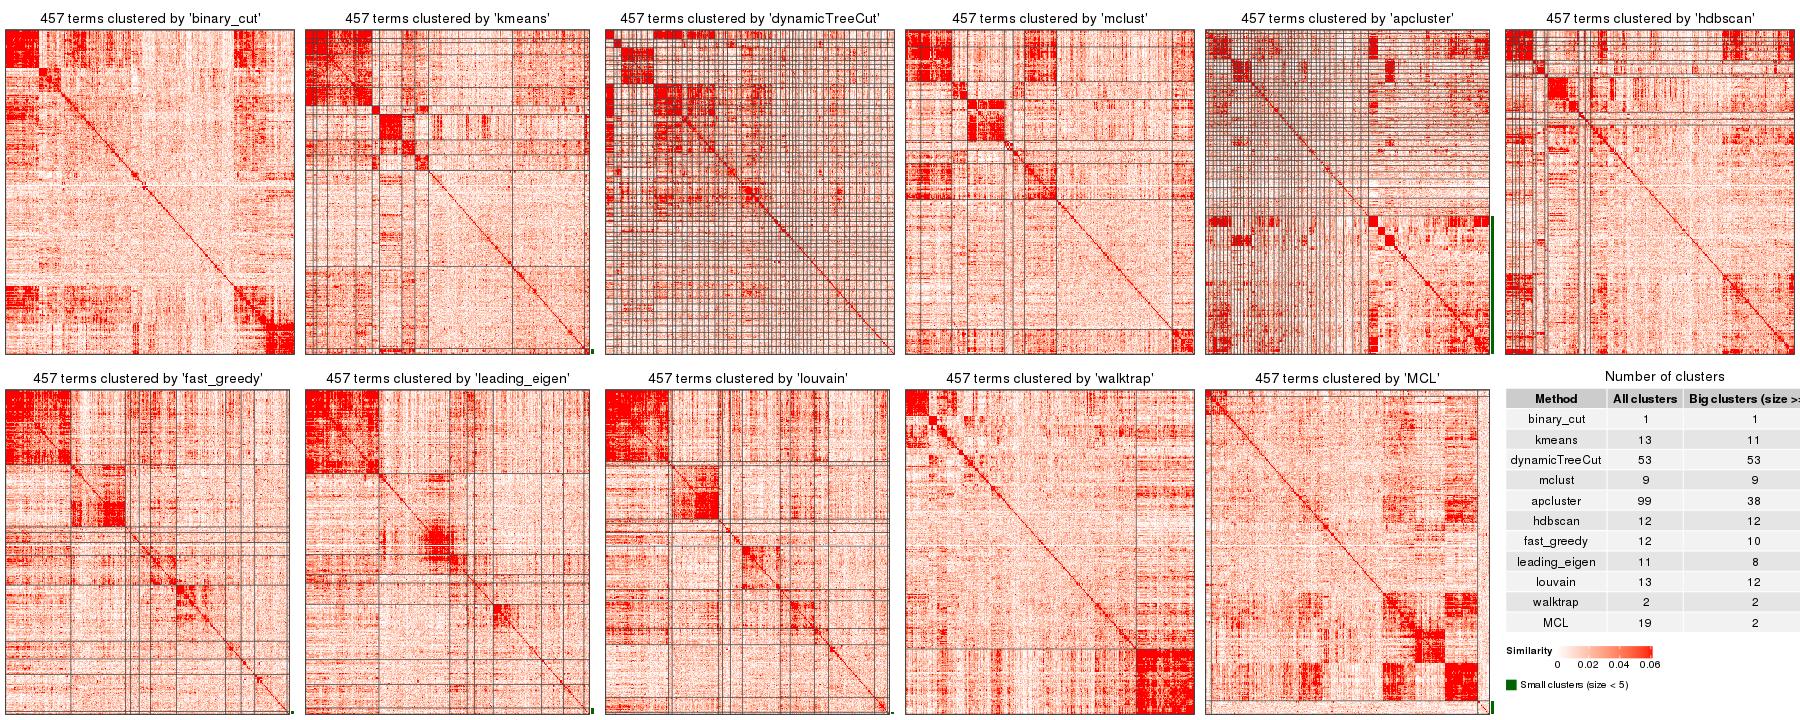 457 terms clustered by 'binary_cut'
457 terms clustered by 'kmeans'
457 terms clustered by 'dynamicTreeCut'
457 terms clustered by 'mclust'
457 terms clustered by 'apcluster'
457 terms clustered by 'hdbscan'
457 terms clustered by 'fast_greedy'
457 terms clustered by 'leading_eigen'
457 terms clustered by 'louvain'
457 terms clustered by 'walktrap'
457 terms clustered by 'MCL'
Number of clusters
Method All clusters Big clusters (size >=
binary_cut 1 1
kmeans 13 11
dynamicTreeCut 53 53
mclust 9 9
apcluster 99 38
hdbscan 12 12
fast_greedy 12 10
leading_eigen 11 8
louvain 13 12
walktrap 2 2
MCL 19 2
Similarity
0 0.02 0.04 0.06
Small clusters (size < 5)